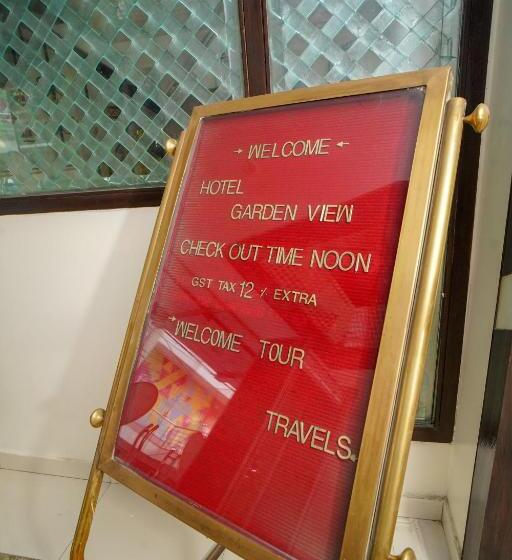 → WELCOME ←
HOTEL
GARDEN VIEW
CHECK OUT TIME NOON
GST TAX 12 % EXTRA
→ WELCOME TOUR
TRAVELS.